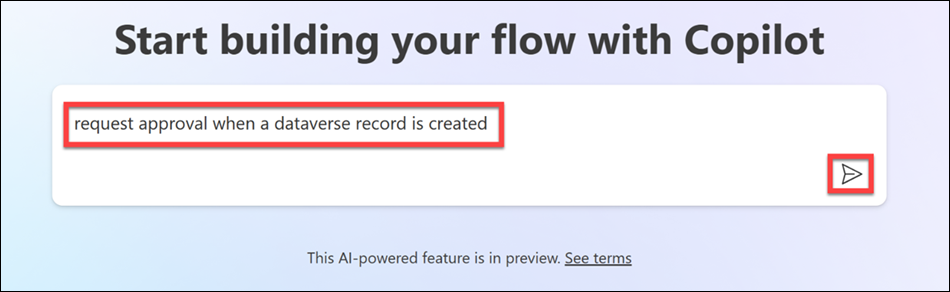 Start building your flow with Copilot
request approval when a dataverse record is created
This AI-powered feature is in preview. See terms